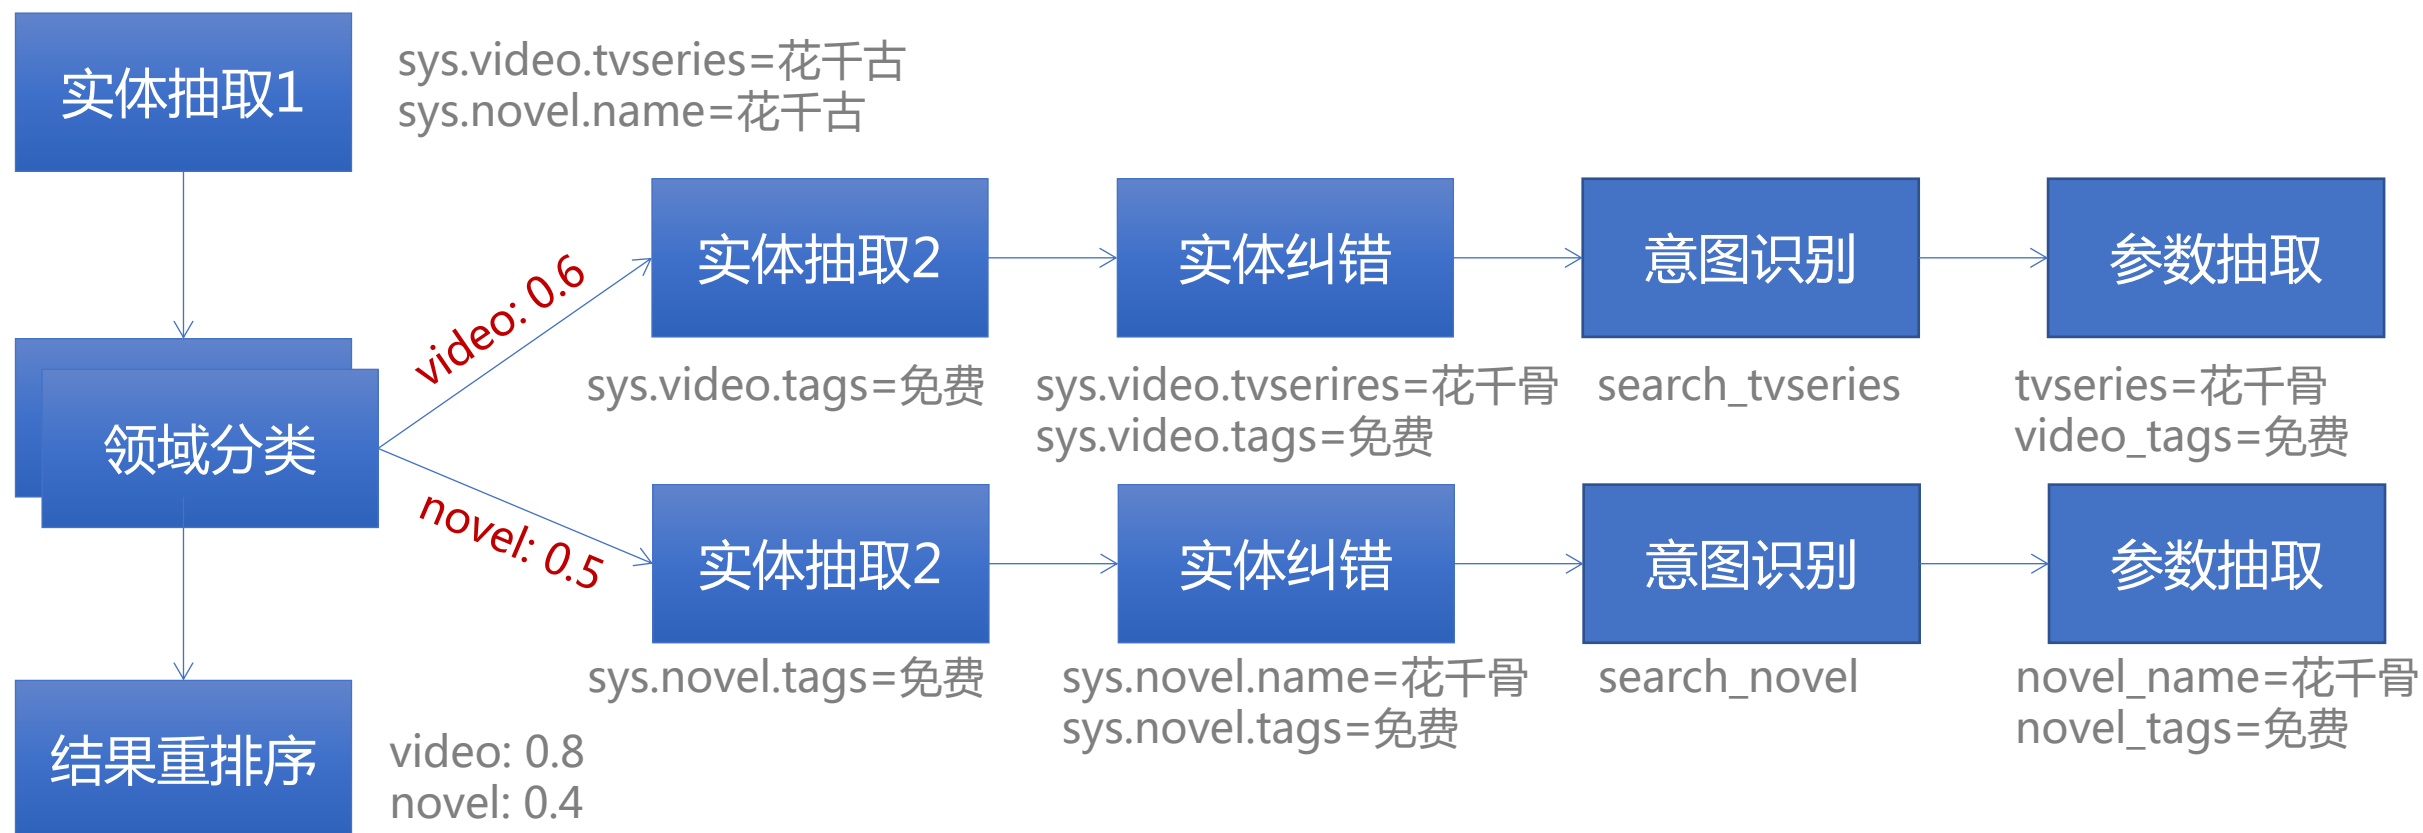 实体抽取1
sys.video.tvseries=花千古
sys.novel.name=花千古
领域分类
video: 0.6
novel: 0.5
实体抽取2
sys.video.tags=免费
实体纠错
sys.video.tvserires=花千骨
sys.video.tags=免费
意图识别
search_tvseries
参数抽取
tvseries=花千骨
video_tags=免费
实体抽取2
sys.novel.tags=免费
实体纠错
sys.novel.name=花千骨
sys.novel.tags=免费
意图识别
search_novel
参数抽取
novel_name=花千骨
novel_tags=免费
结果重排序
video: 0.8
novel: 0.4